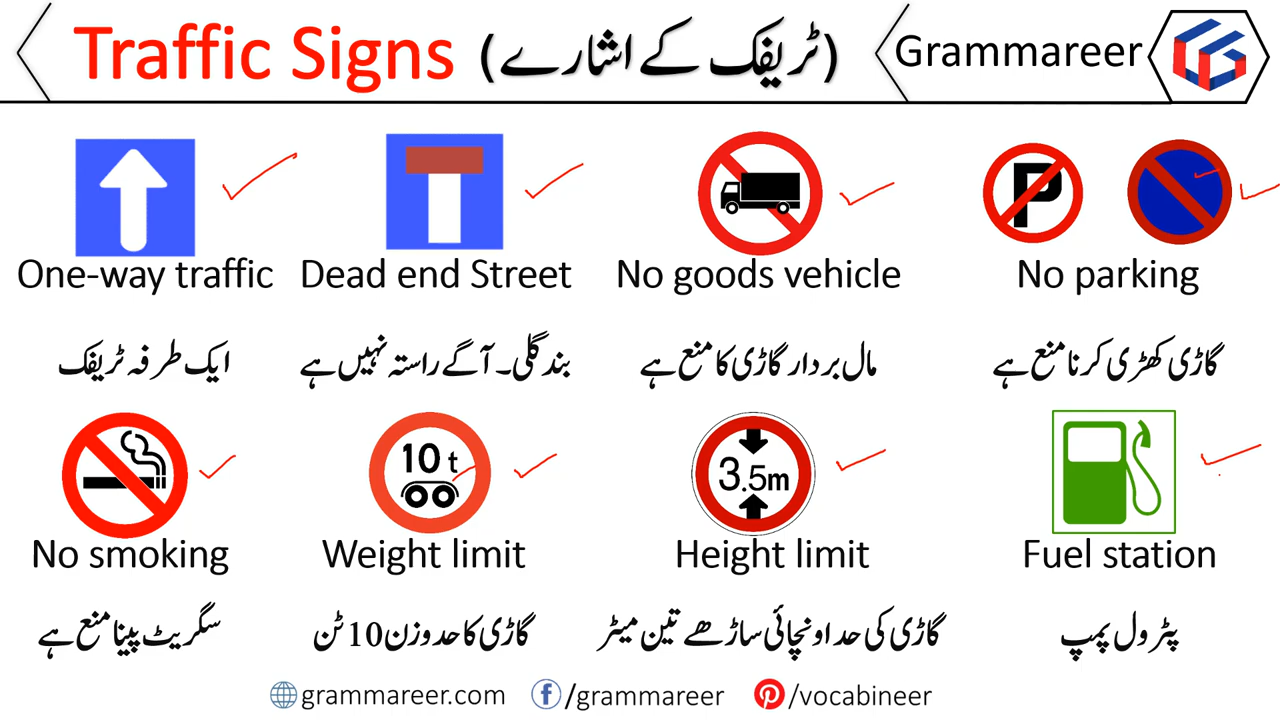 Traffic Signs (ٹریفک کے اشارے)
Grammareer
P
One-way traffic
Dead end Street
No goods vehicle
No parking
ایک طرفہ ٹریفک
بند گلی۔ آگے راستہ نہیں ہے
مال بردار گاڑی کا منع ہے
گاڑی کھڑی کرنا منع ہے
10 t
3.5m
No smoking
Weight limit
Height limit
Fuel station
سگریٹ پینا منع ہے
گاڑی کا حد وزن 10 ٹن
گاڑی کی حد اونچائی ساڑھے تین میٹر
پٹرول پمپ
grammareer.com
/grammareer
/vocabineer